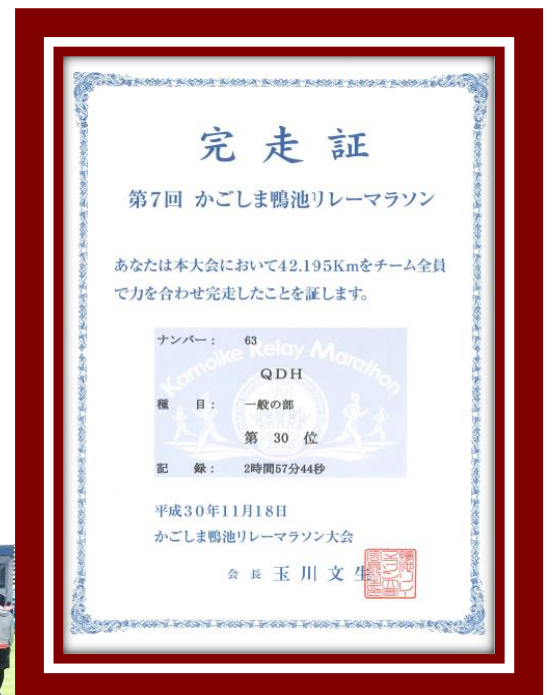 完走証
第7回 かごしま鴨池リレーマラソン
あなたは本大会において42.195Kmをチーム全員
で力を合わせ完走したことを証します。
Kamoike Relay Marathon
ナンバー： 63
QDH
種 目： 一般の部
第 30 位
記 録： 2時間57分44秒
平成30年11月18日
かごしま鴨池リレーマラソン大会
会 長 玉 川 文 生